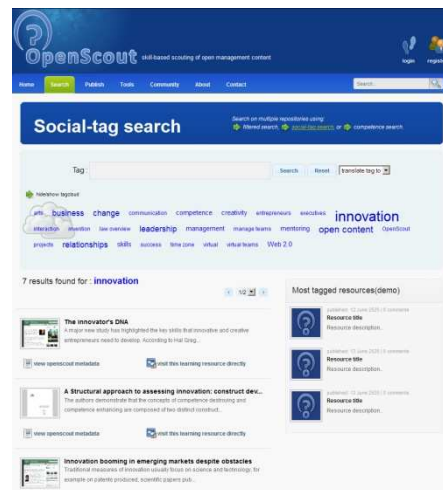 OpenScout skill-based scouting of open management content
login register
Home Search Publish Tools Community About Contact Search...
Social-tag search
Search on multiple repositories using:
filtered search, social-tag search, or competence search.
Tag: Search Reset translate tag to
hide/show tagcloud
arts business change communication competence creativity entrepreneurs executives innovation
interaction invention law overview leadership management manage teams mentoring open content OpenScout
projects relationships skills success time zone virtual virtual teams Web 2.0
7 results found for : innovation
1/2
The innovator's DNA
A major new study has highlighted the key skills that innovative and creative
entrepreneurs need to develop. According to Hal Greg...
view openscout metadata visit this learning resource directly
A Structural approach to assessing innovation: construct dev...
The authors demonstrate that the concepts of competence destroying and
competence enhancing are composed of two distinct construct...
view openscout metadata visit this learning resource directly
Innovation booming in emerging markets despite obstacles
Traditional measures of innovation usually focus on science and technology, for
example on patents produced, scientific papers pub...
Most tagged resources(demo)
Resource title
Resource description.
Resource title
Resource description.
Resource title
Resource description.